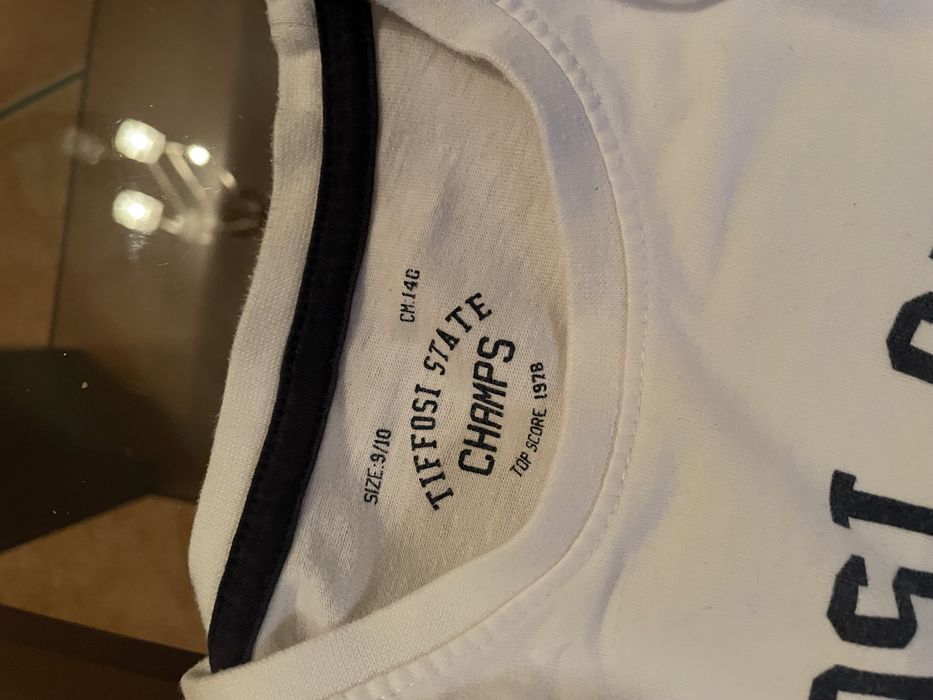 SIZE:9/10 CM.146
TIFFOSI STATE
CHAMPS
TOP SCORE 1978